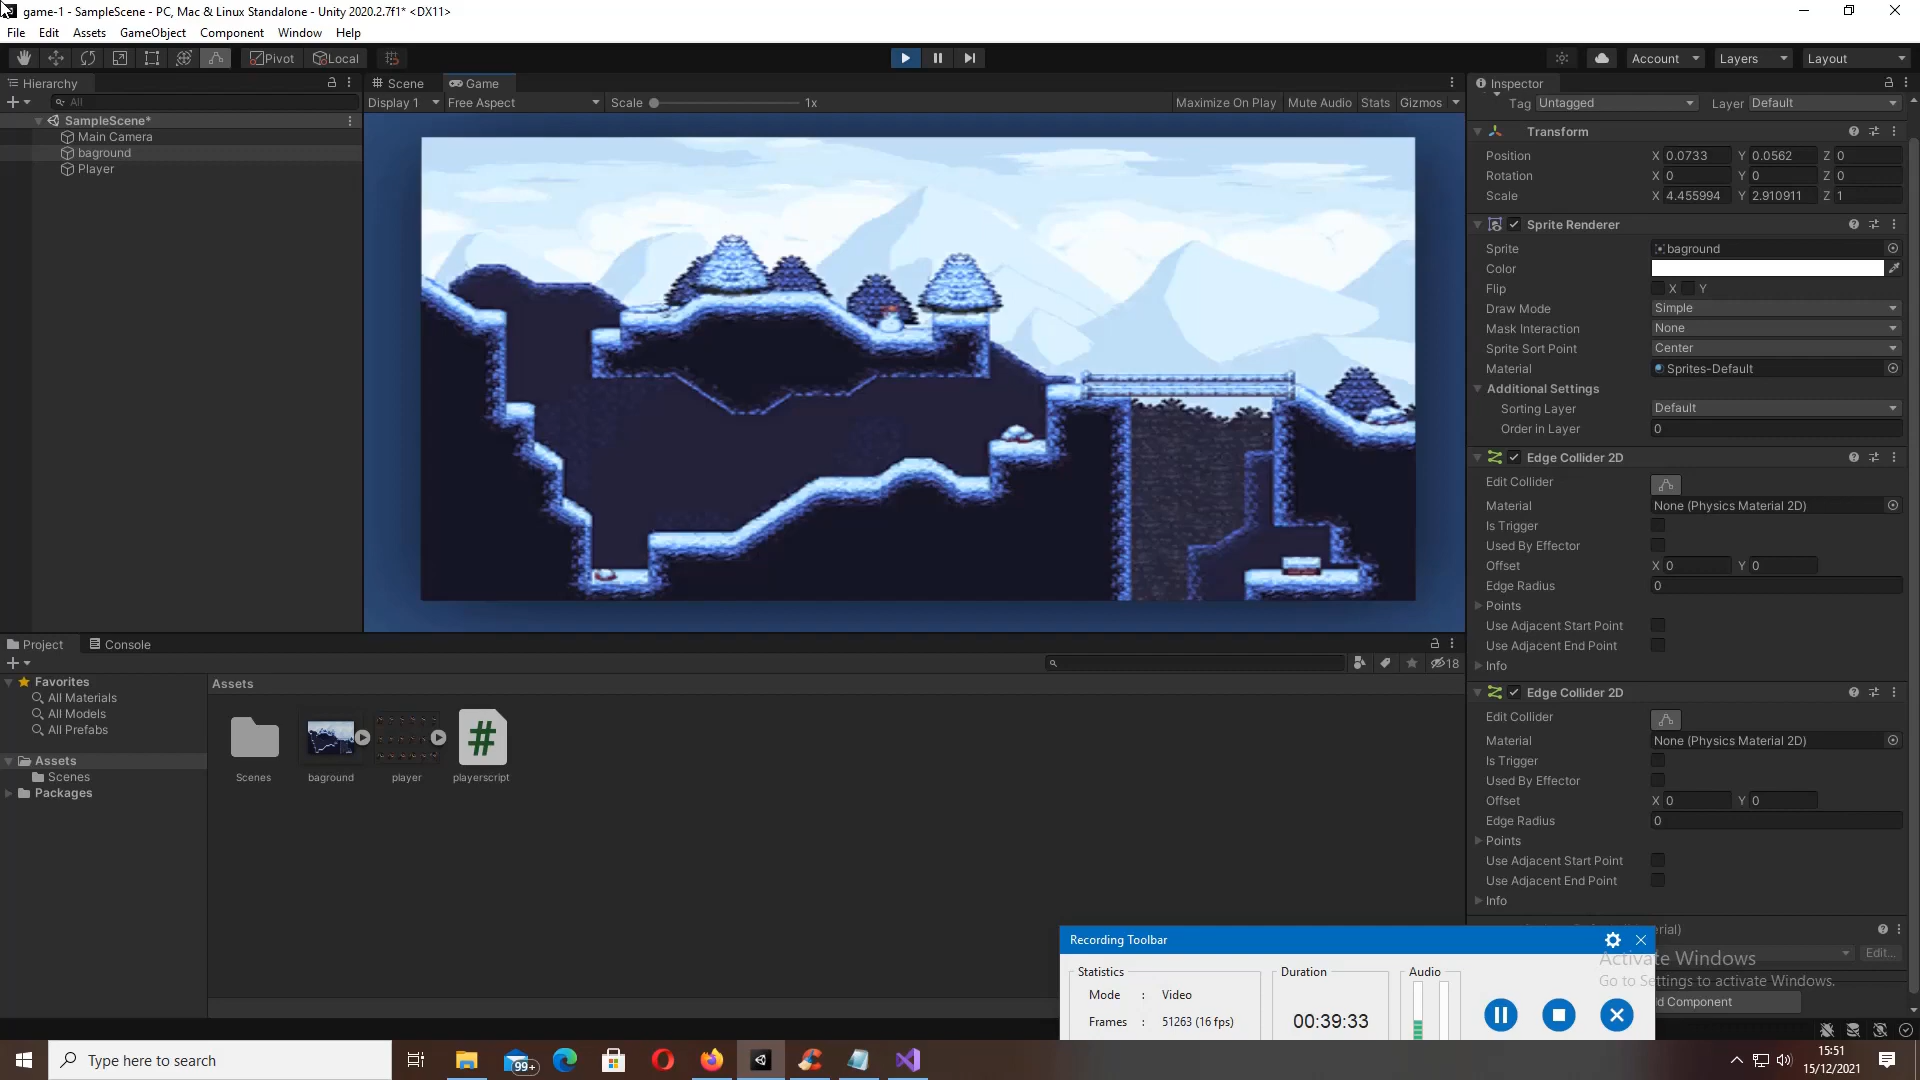 game-1 - SampleScene - PC, Mac & Linux Standalone - Unity 2020.2.7f1* <DX11>
File Edit Assets GameObject Component Window Help
Pivot Local Account Layers Layout
Hierarchy
All
SampleScene*
Main Camera
baground
Player
Scene Game
Display 1 Free Aspect Scale 1x Maximize On Play Mute Audio Stats Gizmos
Inspector
Tag Untagged Layer Default
Transform
Position X 0.0733 Y 0.0562 Z 0
Rotation X 0 Y 0 Z 0
Scale X 4.455994 Y 2.910911 Z 1
Sprite Renderer
Sprite baground
Color
Flip X Y
Draw Mode Simple
Mask Interaction None
Sprite Sort Point Center
Material Sprites-Default
Additional Settings
Sorting Layer Default
Order in Layer 0
Edge Collider 2D
Edit Collider
Material None (Physics Material 2D)
Is Trigger
Used By Effector
Offset X 0 Y 0
Edge Radius 0
Points
Use Adjacent Start Point
Use Adjacent End Point
Info
Edge Collider 2D
Edit Collider
Material None (Physics Material 2D)
Is Trigger
Used By Effector
Offset X 0 Y 0
Edge Radius 0
Points
Use Adjacent Start Point
Use Adjacent End Point
Info
Edit...
Activate Windows
Go to Settings to activate Windows.
Component
Project Console
18
Favorites
All Materials
All Models
All Prefabs
Assets
Scenes
Packages
Assets
Scenes baground player playerscript
Recording Toolbar
Statistics Duration Audio
Mode : Video
Frames : 51263 (16 fps) 00:39:33
Type here to search
99+
15:51
15/12/2021